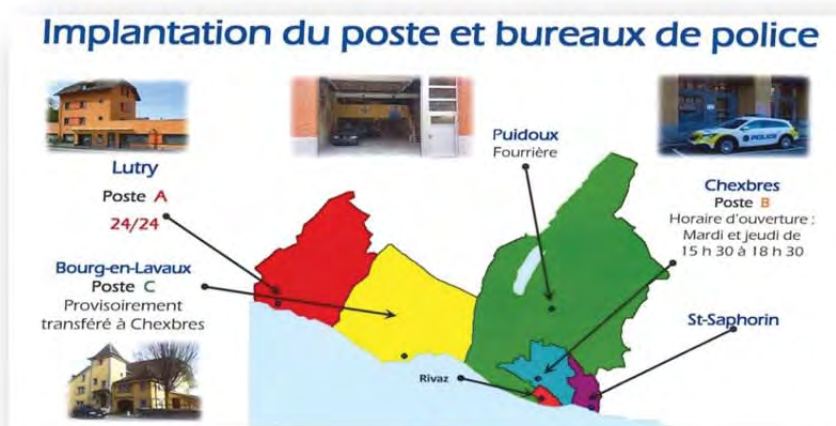 Implantation du poste et bureaux de police
Lutry
Poste A
24/24
Bourg-en-Lavaux
Poste C
Provisoirement
transféré à Chexbres
Puidoux
Fourrière
Chexbres
Poste B
Horaire d'ouverture :
Mardi et jeudi de
15 h 30 à 18 h 30
St-Saphorin
Rivaz
POLICE